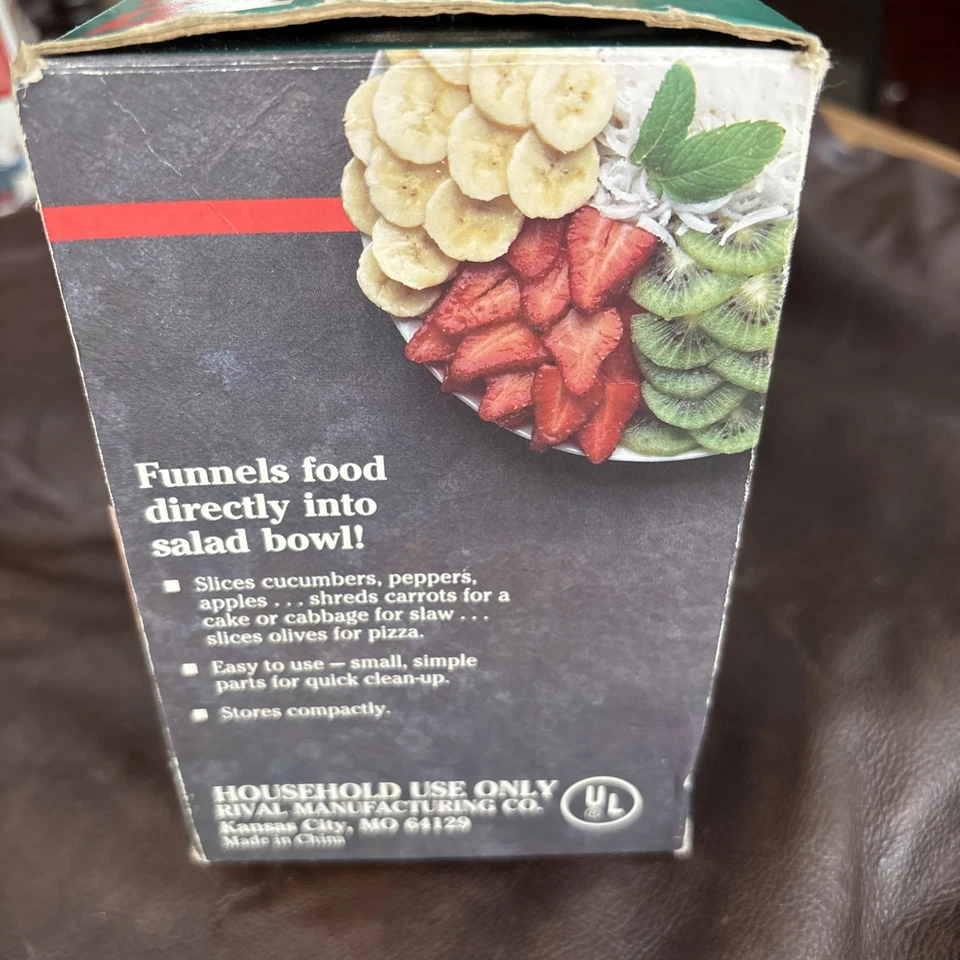 Funnels food
directly into
salad bowl!
■ Slices cucumbers, peppers,
apples . . . shreds carrots for a
cake or cabbage for slaw . . .
slices olives for pizza.
■ Easy to use – small, simple
parts for quick clean-up.
■ Stores compactly.
HOUSEHOLD USE ONLY
RIVAL MANUFACTURING CO.
Kansas City, MO 64129
Made in China
UL
®